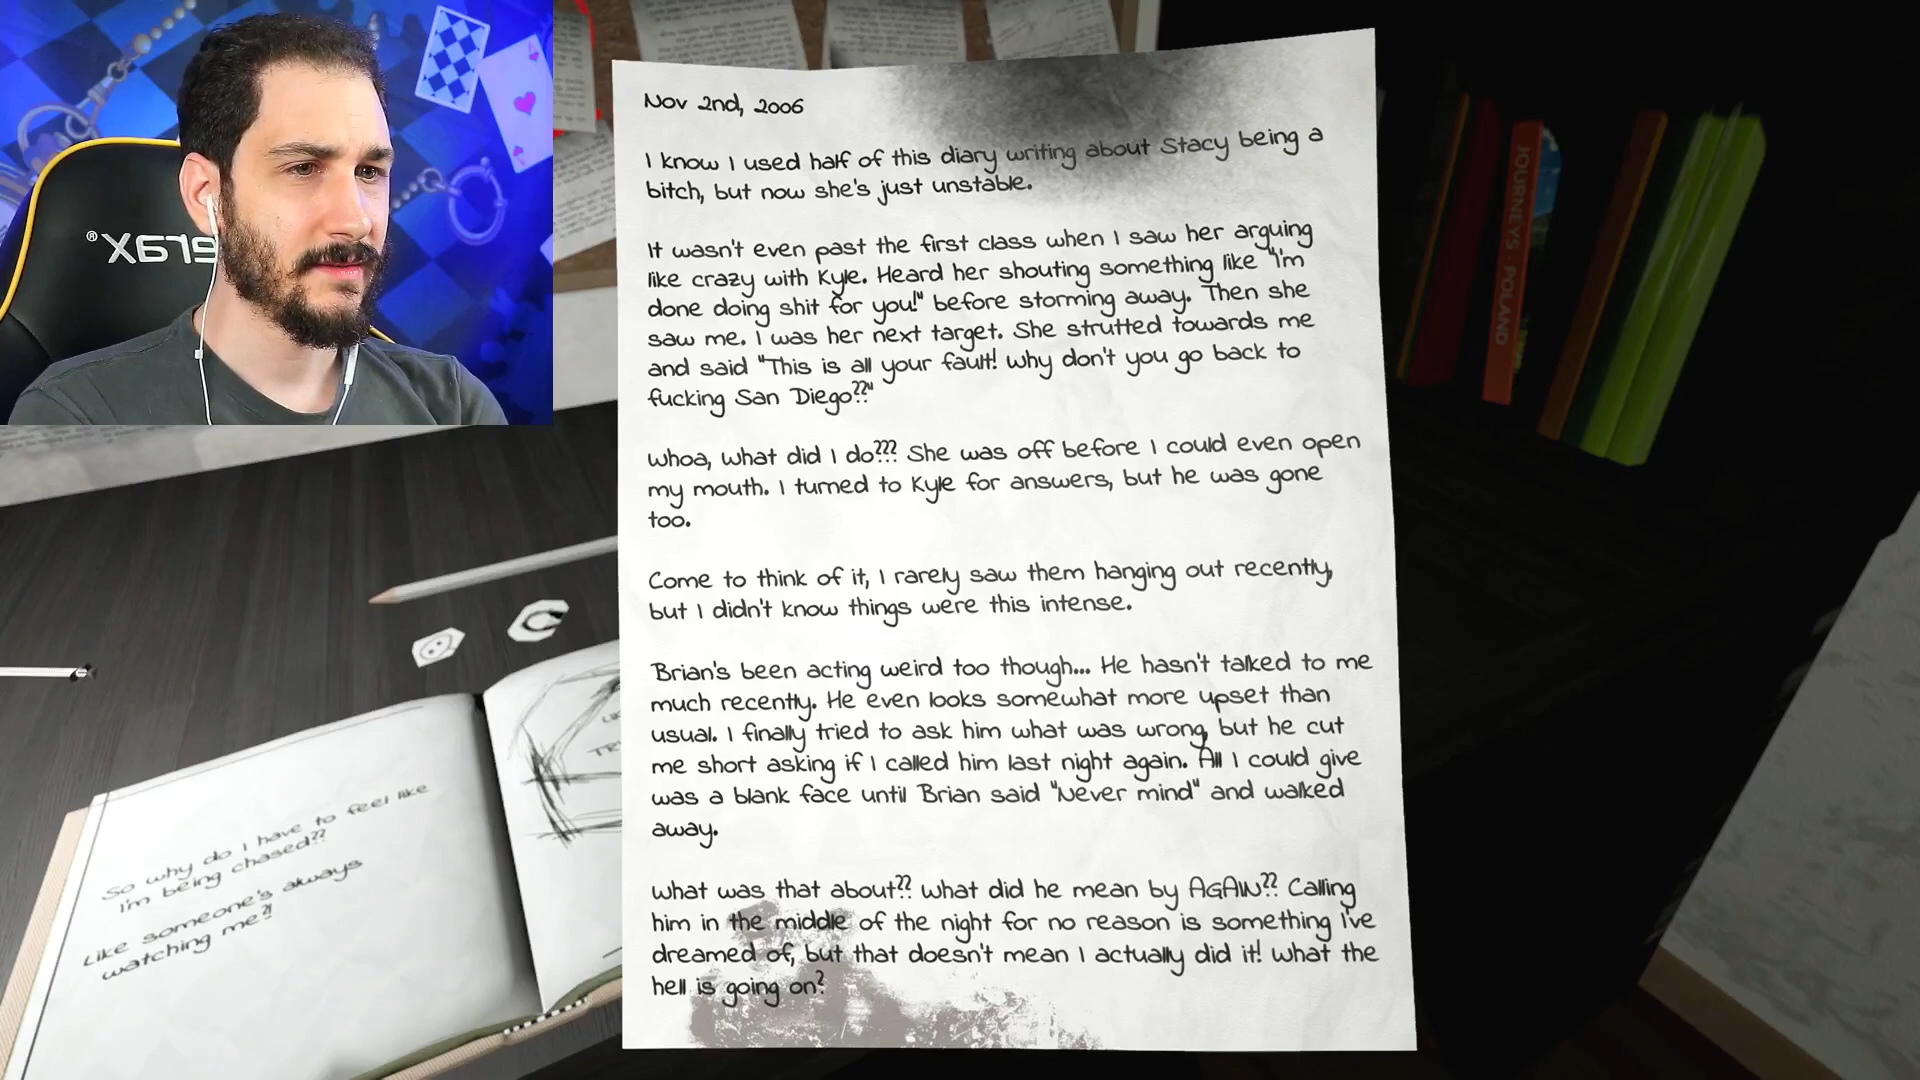 Nov 2nd, 2006
I know I used half of this diary writing about Stacy being a
bitch, but now she's just unstable.
It wasn't even past the first class when I saw her arguing
like crazy with Kyle. Heard her shouting something like "I'm
done doing shit for you!" before storming away. Then she
saw me. I was her next target. She strutted towards me
and said "This is all your fault! Why don't you go back to
fucking San Diego??"
Whoa, what did I do??? She was off before I could even open
my mouth. I turned to Kyle for answers, but he was gone
too.
Come to think of it, I rarely saw them hanging out recently,
but I didn't know things were this intense.
Brian's been acting weird too though... He hasn't talked to me
much recently. He even looks somewhat more upset than
usual. I finally tried to ask him what was wrong, but he cut
me short asking if I called him last night again. All I could give
was a blank face until Brian said "Never mind" and walked
away.
What was that about?? What did he mean by AGAIN?? Calling
him in the middle of the night for no reason is something I've
dreamed of, but that doesn't mean I actually did it! What the
hell is going on?
So why do I have to feel like
I'm being chased??
Like someone's always
watching me?!
JOURNEYS: POLAND
erax®